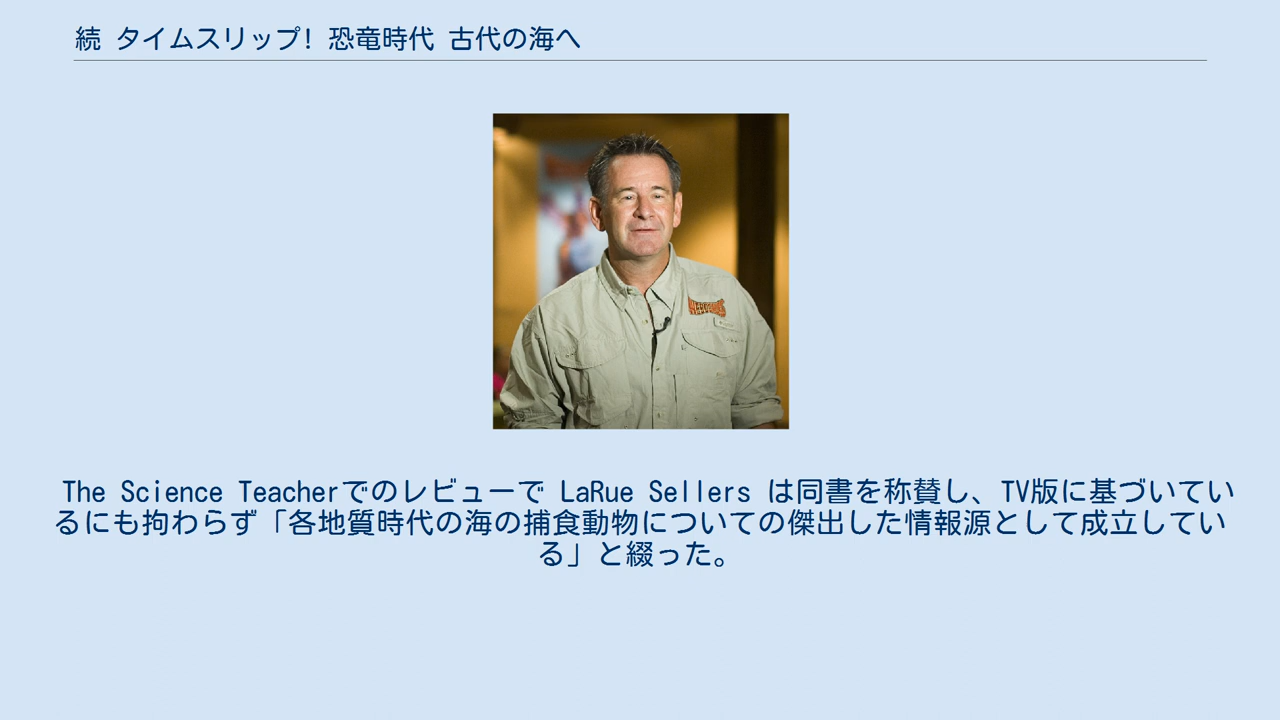 続 タイムスリップ! 恐竜時代 古代の海へ
The Science Teacherでのレビューで LaRue Sellers は同書を称賛し、TV版に基づいてい
るにも拘わらず「各地質時代の海の捕食動物についての傑出した情報源として成立してい
る」と綴った。